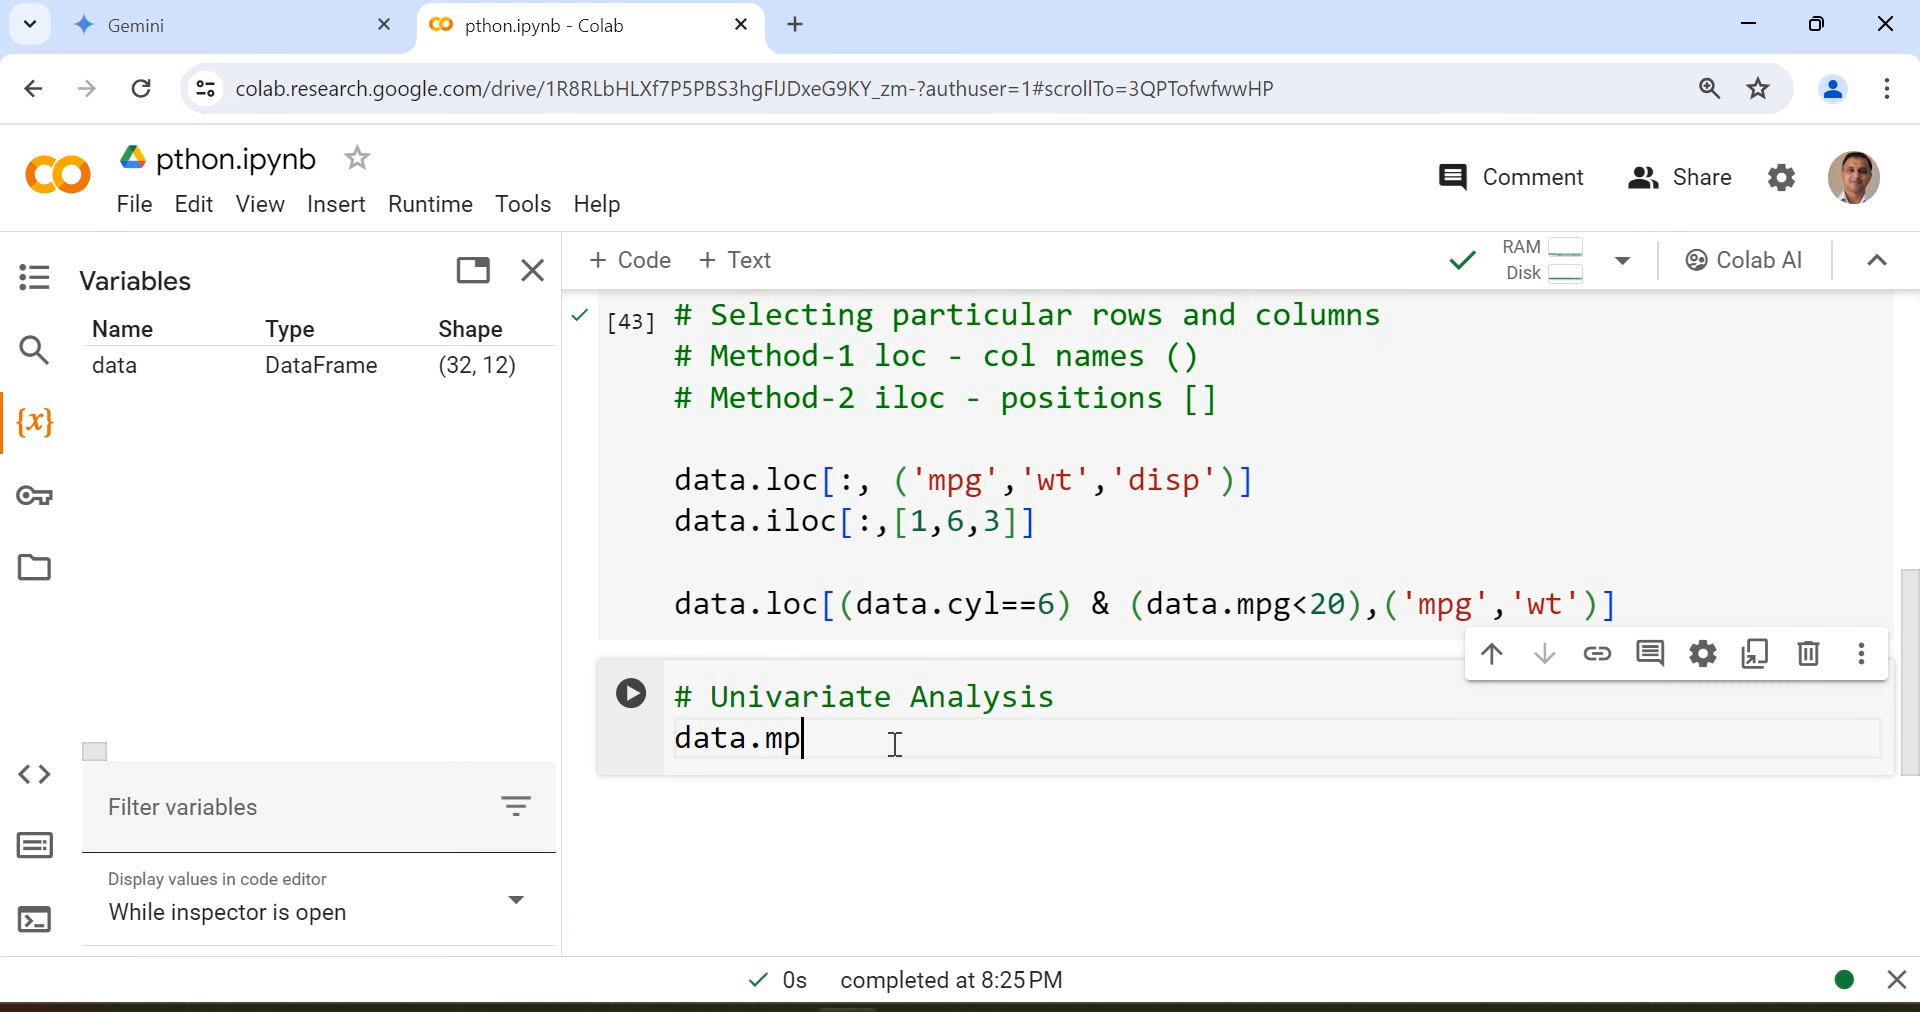 Gemini
pthon.ipynb - Colab
colab.research.google.com/drive/1R8RLbHLXf7P5PBS3hgFlJDxeG9KY_zm-?authuser=1#scrollTo=3QPTofwfwwHP
pthon.ipynb
File Edit View Insert Runtime Tools Help
Comment
Share
Variables
Name Type Shape
data DataFrame (32, 12)
Filter variables
Display values in code editor
While inspector is open
+ Code + Text
RAM
Disk
Colab AI
[43] # Selecting particular rows and columns
# Method-1 loc - col names ()
# Method-2 iloc - positions []
data.loc[:, ('mpg','wt','disp')]
data.iloc[:,[1,6,3]]
data.loc[(data.cyl==6) & (data.mpg<20),('mpg','wt')]
# Univariate Analysis
data.mp
0s completed at 8:25 PM